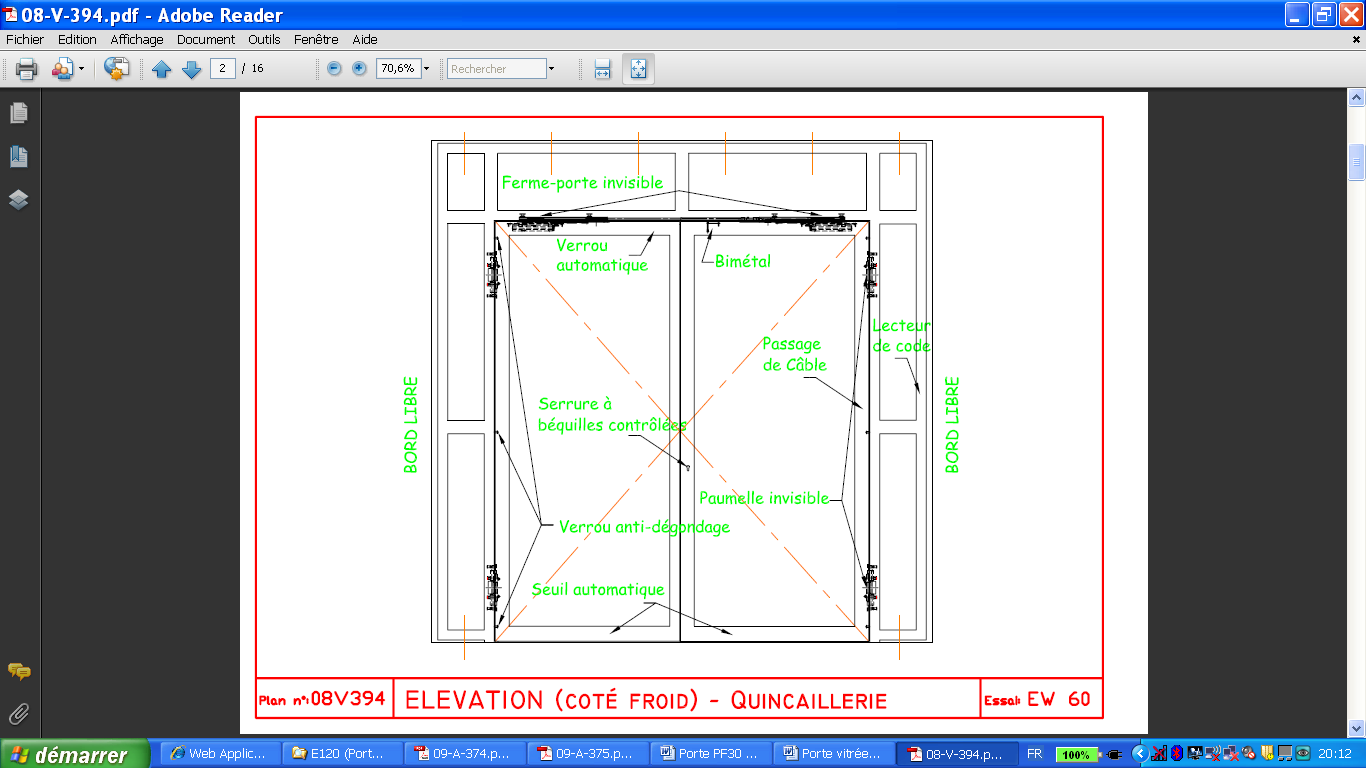 08-V-394.pdf - Adobe Reader
Fichier Edition Affichage Document Outils Fenêtre Aide
2 / 16 70,6% Rechercher
Ferme-porte invisible
Verrou
automatique
Bimétal
Lecteur
de code
Passage
de Câble
BORD LIBRE
BORD LIBRE
Serrure à
béquilles contrôlées
Paumelle invisible
Verrou anti-dégondage
Seuil automatique
Plan n°: 08V394 ELEVATION (COTÉ FROID) - QUINCAILLERIE Essai: EW 60
démarrer Web Applic... E120 (Port... 09-A-374.p... 09-A-375.p... Porte PF30 ... Porte vitrée... 08-V-394.p... FR 100% 20:12